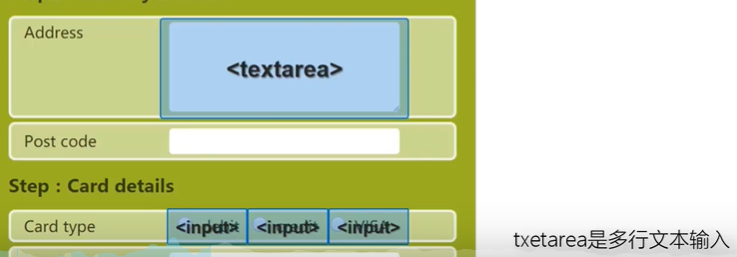 Address
<textarea>
Post code
Step : Card details
Card type
<input> <input> <input>
txetarea是多行文本输入